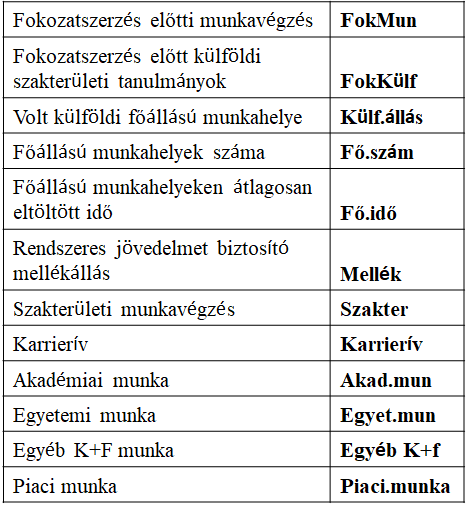 Fokozatszerzés előtti munkavégzés FokMun
Fokozatszerzés előtt külföldi
szakterületi tanulmányok FokKülf
Volt külföldi főállású munkahelye Külf.állás
Főállású munkahelyek száma Fő.szám
Főállású munkahelyeken átlagosan
eltöltött idő Fő.idő
Rendszeres jövedelmet biztosító
mellékállás Mellék
Szakterületi munkavégzés Szakter
Karrierív Karrierív
Akadémiai munka Akad.mun
Egyetemi munka Egyet.mun
Egyéb K+F munka Egyéb K+f
Piaci munka Piaci.munka